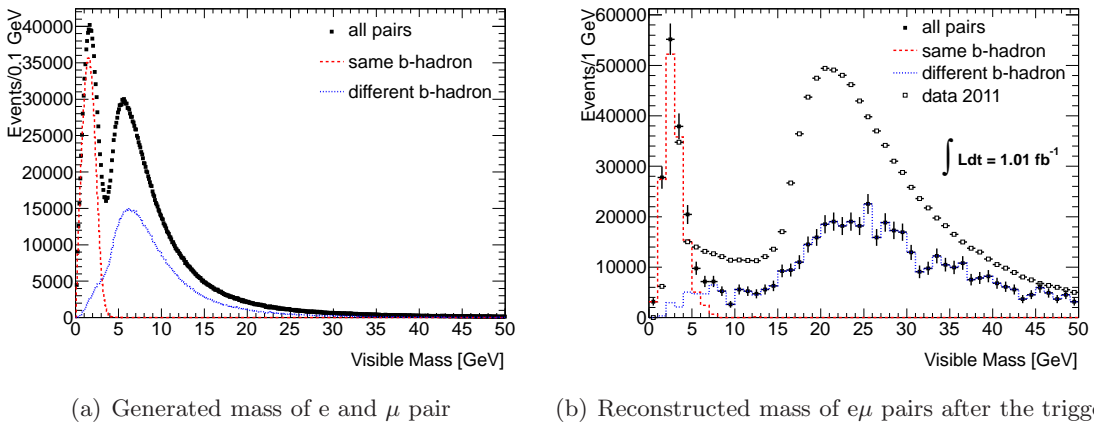 Events/0.1 GeV
40000
35000
30000
25000
20000
15000
10000
5000
0
all pairs
same b-hadron
different b-hadron
0 5 10 15 20 25 30 35 40 45 50
Visible Mass [GeV]
(a) Generated mass of e and μ pair
Events/1 GeV
60000
50000
40000
30000
20000
10000
0
all pairs
same b-hadron
different b-hadron
data 2011
∫ Ldt = 1.01 fb⁻¹
0 5 10 15 20 25 30 35 40 45 50
Visible Mass [GeV]
(b) Reconstructed mass of eμ pairs after the trigge